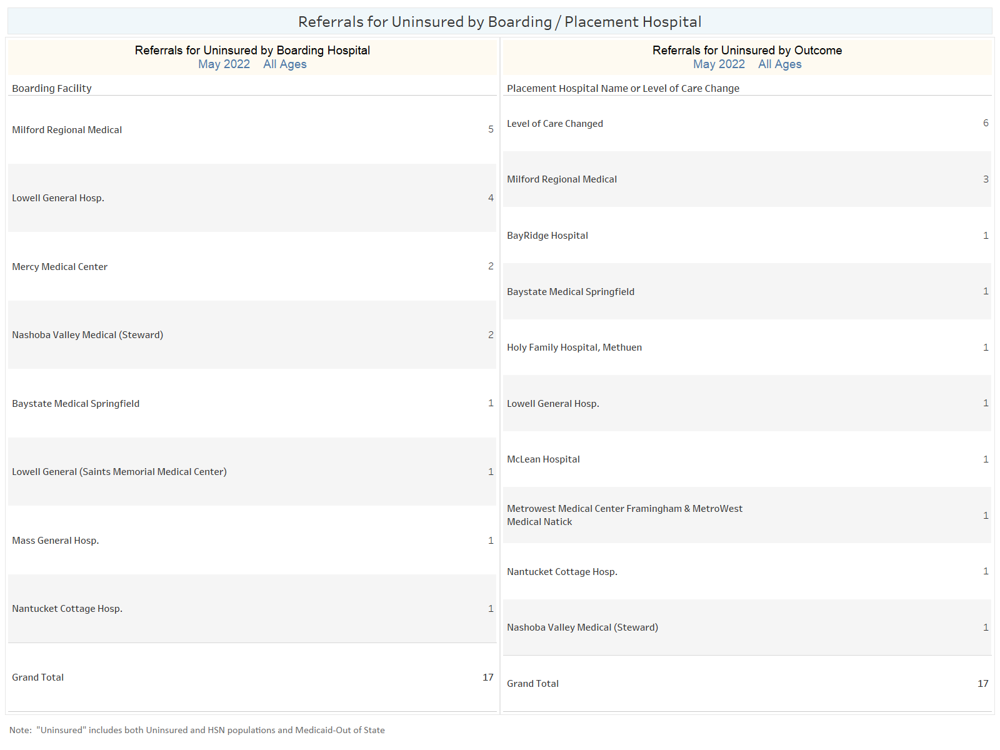 Referrals for Uninsured by Boarding / Placement Hospital
Referrals for Uninsured by Boarding Hospital
May 2022 All Ages
Boarding Facility
Milford Regional Medical 5
Lowell General Hosp. 4
Mercy Medical Center 2
Nashoba Valley Medical (Steward) 2
Baystate Medical Springfield 1
Lowell General (Saints Memorial Medical Center) 1
Mass General Hosp. 1
Nantucket Cottage Hosp. 1
Grand Total 17
Referrals for Uninsured by Outcome
May 2022 All Ages
Placement Hospital Name or Level of Care Change
Level of Care Changed 6
Milford Regional Medical 3
BayRidge Hospital 1
Baystate Medical Springfield 1
Holy Family Hospital, Methuen 1
Lowell General Hosp. 1
McLean Hospital 1
Metrowest Medical Center Framingham & MetroWest
Medical Natick 1
Nantucket Cottage Hosp. 1
Nashoba Valley Medical (Steward) 1
Grand Total 17
Note: "Uninsured" includes both Uninsured and HSN populations and Medicaid-Out of State